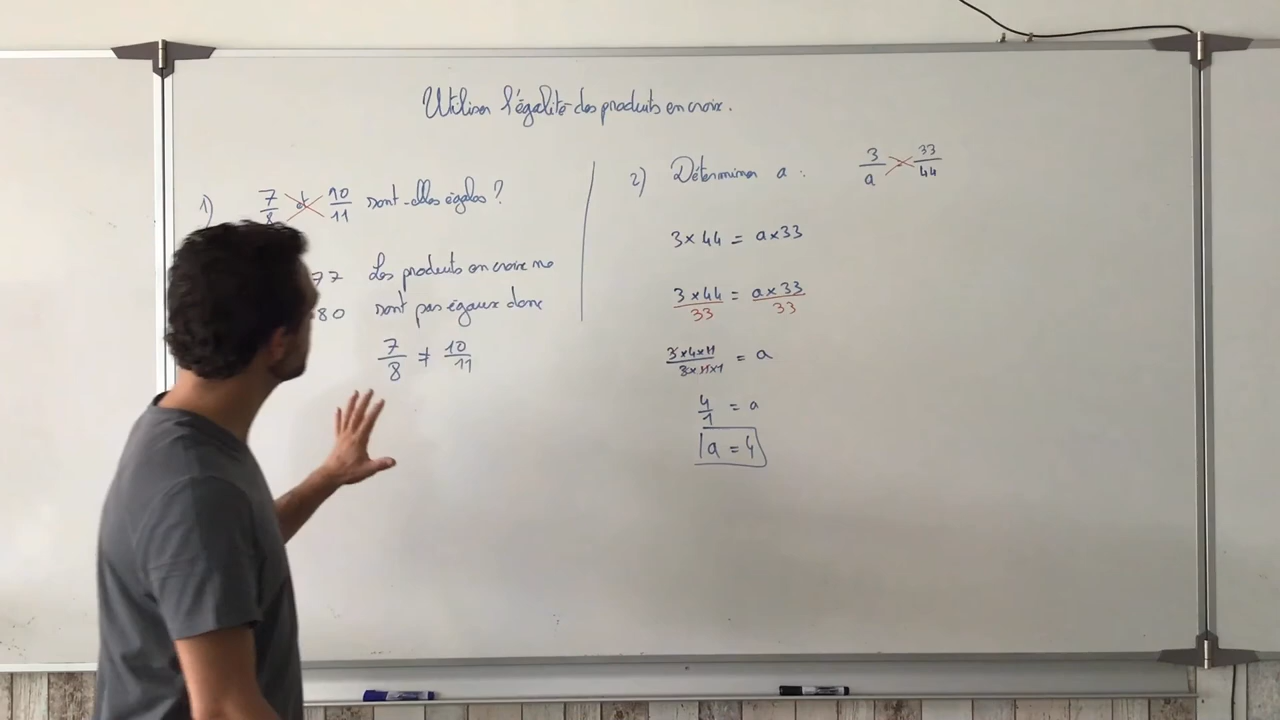 Utiliser l'égalité des produits en croix.
1) 7/8 et 10/11 sont-elles égales ?
77 Les produits en croix ne
80 sont pas égaux donc
7/8 ≠ 10/11
2) Déterminer a : 3/a = 33/44
3 × 44 = a × 33
3 × 44 / 33 = a × 33 / 33
3 × 4 × 11 / 3 × 11 × 1 = a
4/1 = a
a = 4